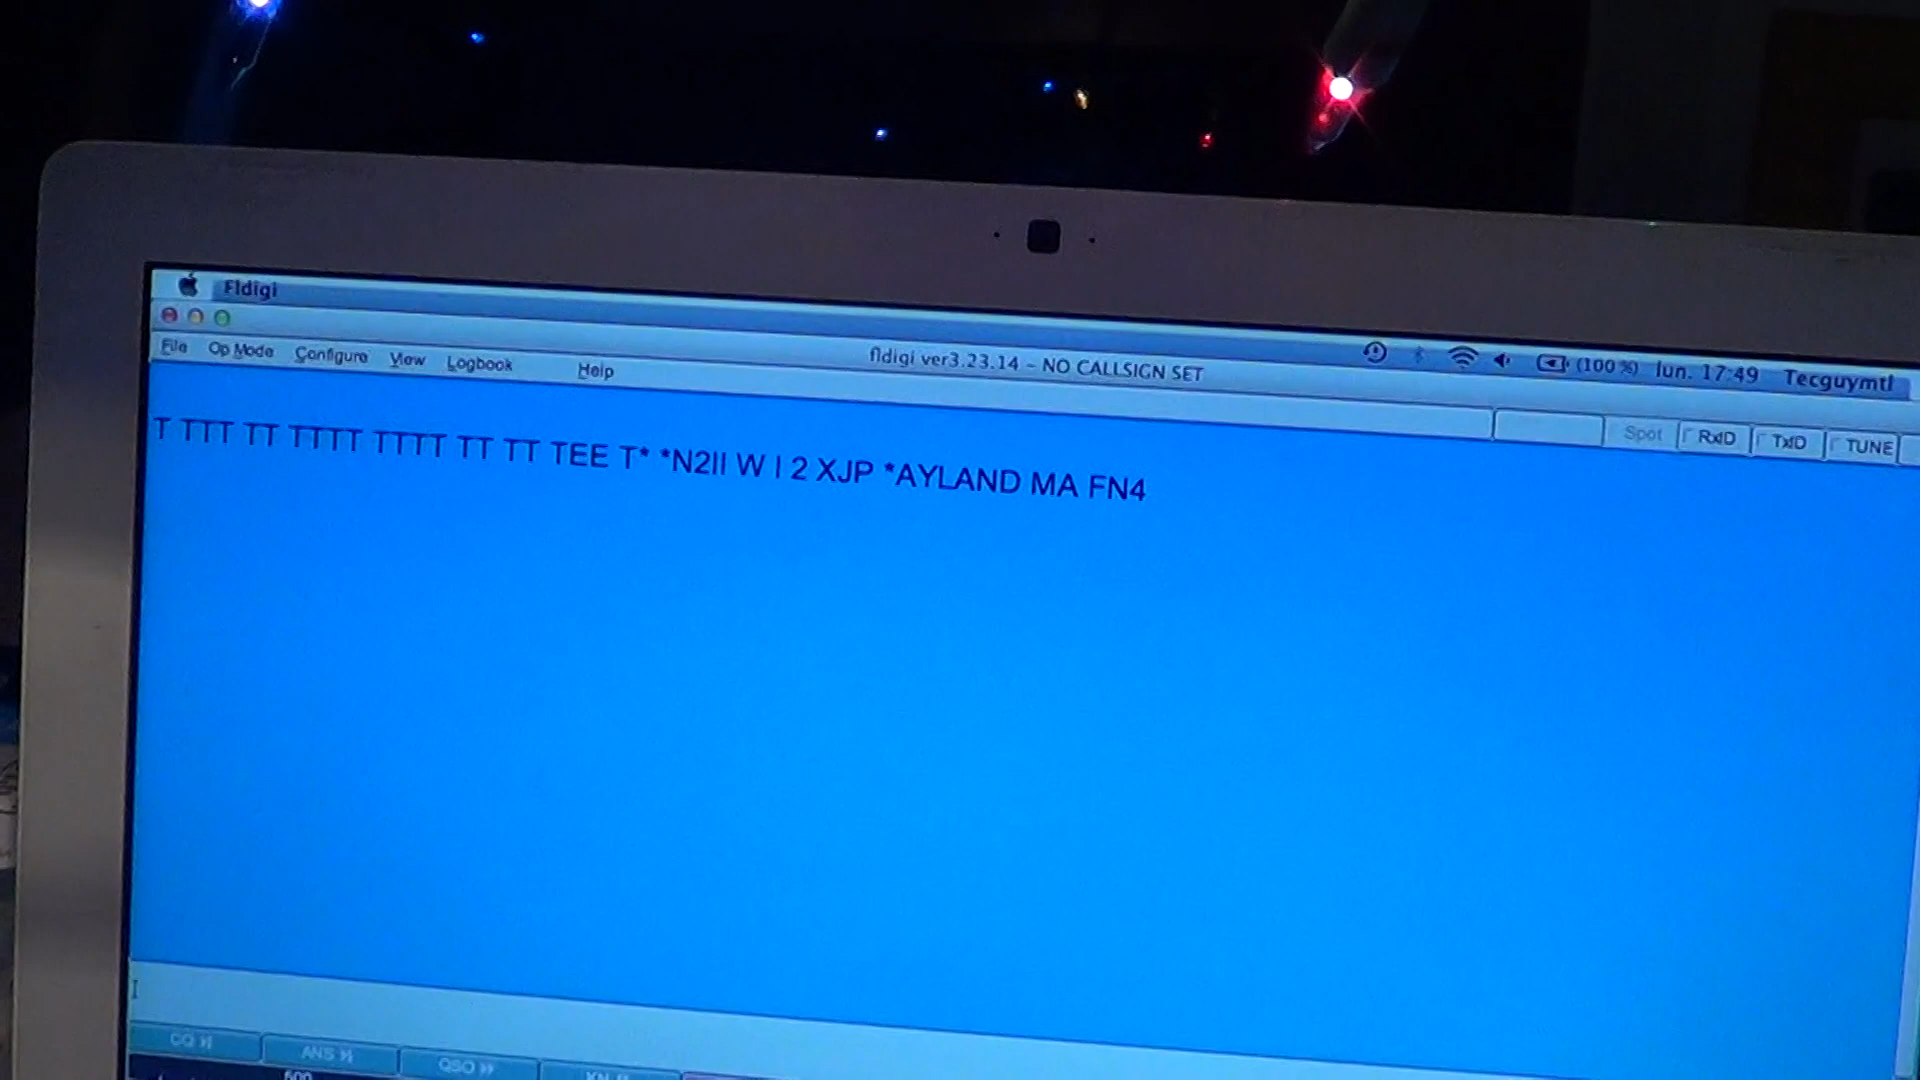 Fldigi
(100 %) lun. 17:49 Tecguymtl
fldigi ver3.23.14 - NO CALLSIGN SET
File Op Mode Configure View Logbook Help
Spot RxID TxID TUNE
T TTT TT TTTT TTTT TT TT TEE T* *N2II W I 2 XJP *AYLAND MA FN4
CQ ANS QSO
600